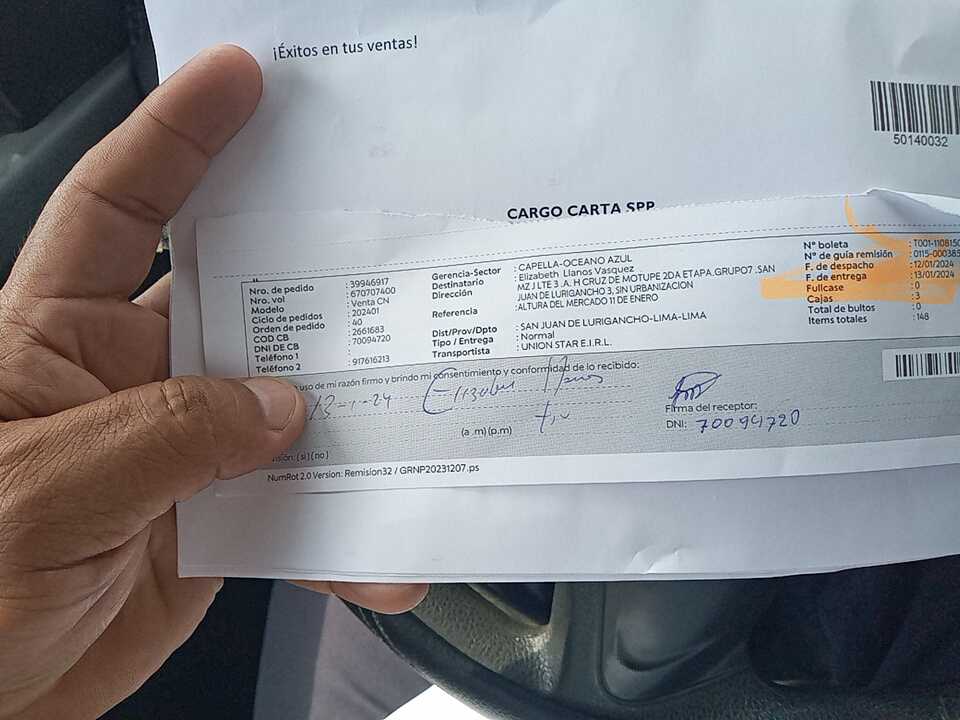 ¡Éxitos en tus ventas!
50140032
CARGO CARTA SPP
Nro. de pedido : 39946917
Nro. vol : 670707400
Modelo : Venta CN
Ciclo de pedidos : 202401
Orden de pedido : 40
COD CB : 2661683
DNI DE CB : 70094720
Teléfono 1 :
Teléfono 2 : 917616213
Gerencia-Sector : CAPELLA-OCEANO AZUL
Destinatario : Elizabeth Llanos Vasquez
Dirección : MZ J LTE 3 .A. H CRUZ DE MOTUPE 2DA ETAPA.GRUPO7 .SAN
JUAN DE LURIGANCHO 3, SIN URBANIZACION
Referencia : ALTURA DEL MERCADO 11 DE ENERO
Dist/Prov/Dpto : SAN JUAN DE LURIGANCHO-LIMA-LIMA
Tipo / Entrega : Normal
Transportista : UNION STAR E.I.R.L.
N° boleta : T001-1108150
N° de guía remisión : 0115-000385
F. de despacho : 12/01/2024
F. de entrega : 13/01/2024
Fullcase : 0
Cajas : 3
Total de bultos : 0
Items totales : 148
uso de mi razón firmo y brindo mi consentimiento y conformidad de lo recibido:
13-1-24
(a .m) (p.m)
Firma del receptor:
DNI: 70094720
( si ) ( no )
NumRot 2.0 Version: Remision32 / GRNP20231207.ps